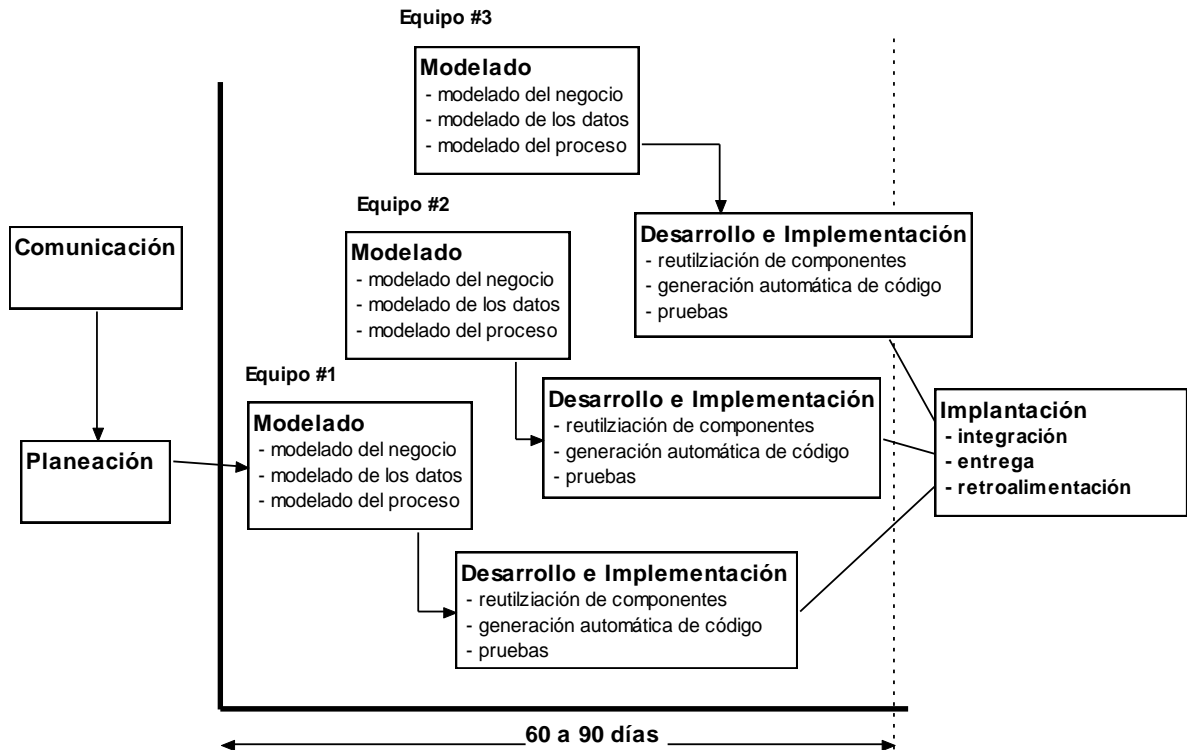 Equipo #3
Modelado
- modelado del negocio
- modelado de los datos
- modelado del proceso
Equipo #2
Modelado
- modelado del negocio
- modelado de los datos
- modelado del proceso
Comunicación
Desarrollo e Implementación
- reutilziación de componentes
- generación automática de código
- pruebas
Equipo #1
Modelado
- modelado del negocio
- modelado de los datos
- modelado del proceso
Planeación
Desarrollo e Implementación
- reutilziación de componentes
- generación automática de código
- pruebas
Implantación
- integración
- entrega
- retroalimentación
Desarrollo e Implementación
- reutilziación de componentes
- generación automática de código
- pruebas
60 a 90 días